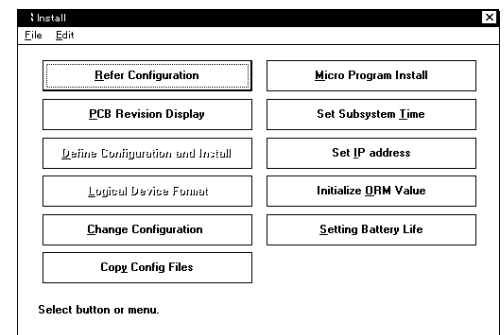 Install
File Edit
Refer Configuration
Micro Program Install
PCB Revision Display
Set Subsystem Time
Define Configuration and Install
Set IP address
Logical Device Format
Initialize ORM Value
Change Configuration
Setting Battery Life
Copy Config Files
Select button or menu.